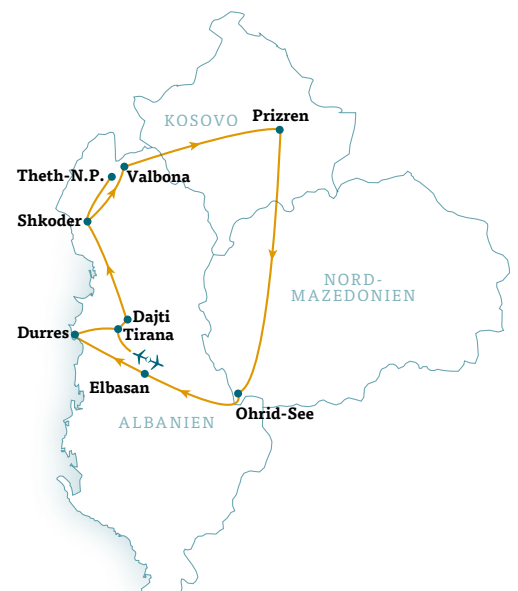 Prizren
KOSOVO
Theth-N.P.
Valbona
Shkoder
NORD-
MAZEDONIEN
Dajti
Durres
Tirana
Elbasan
Ohrid-See
ALBANIEN